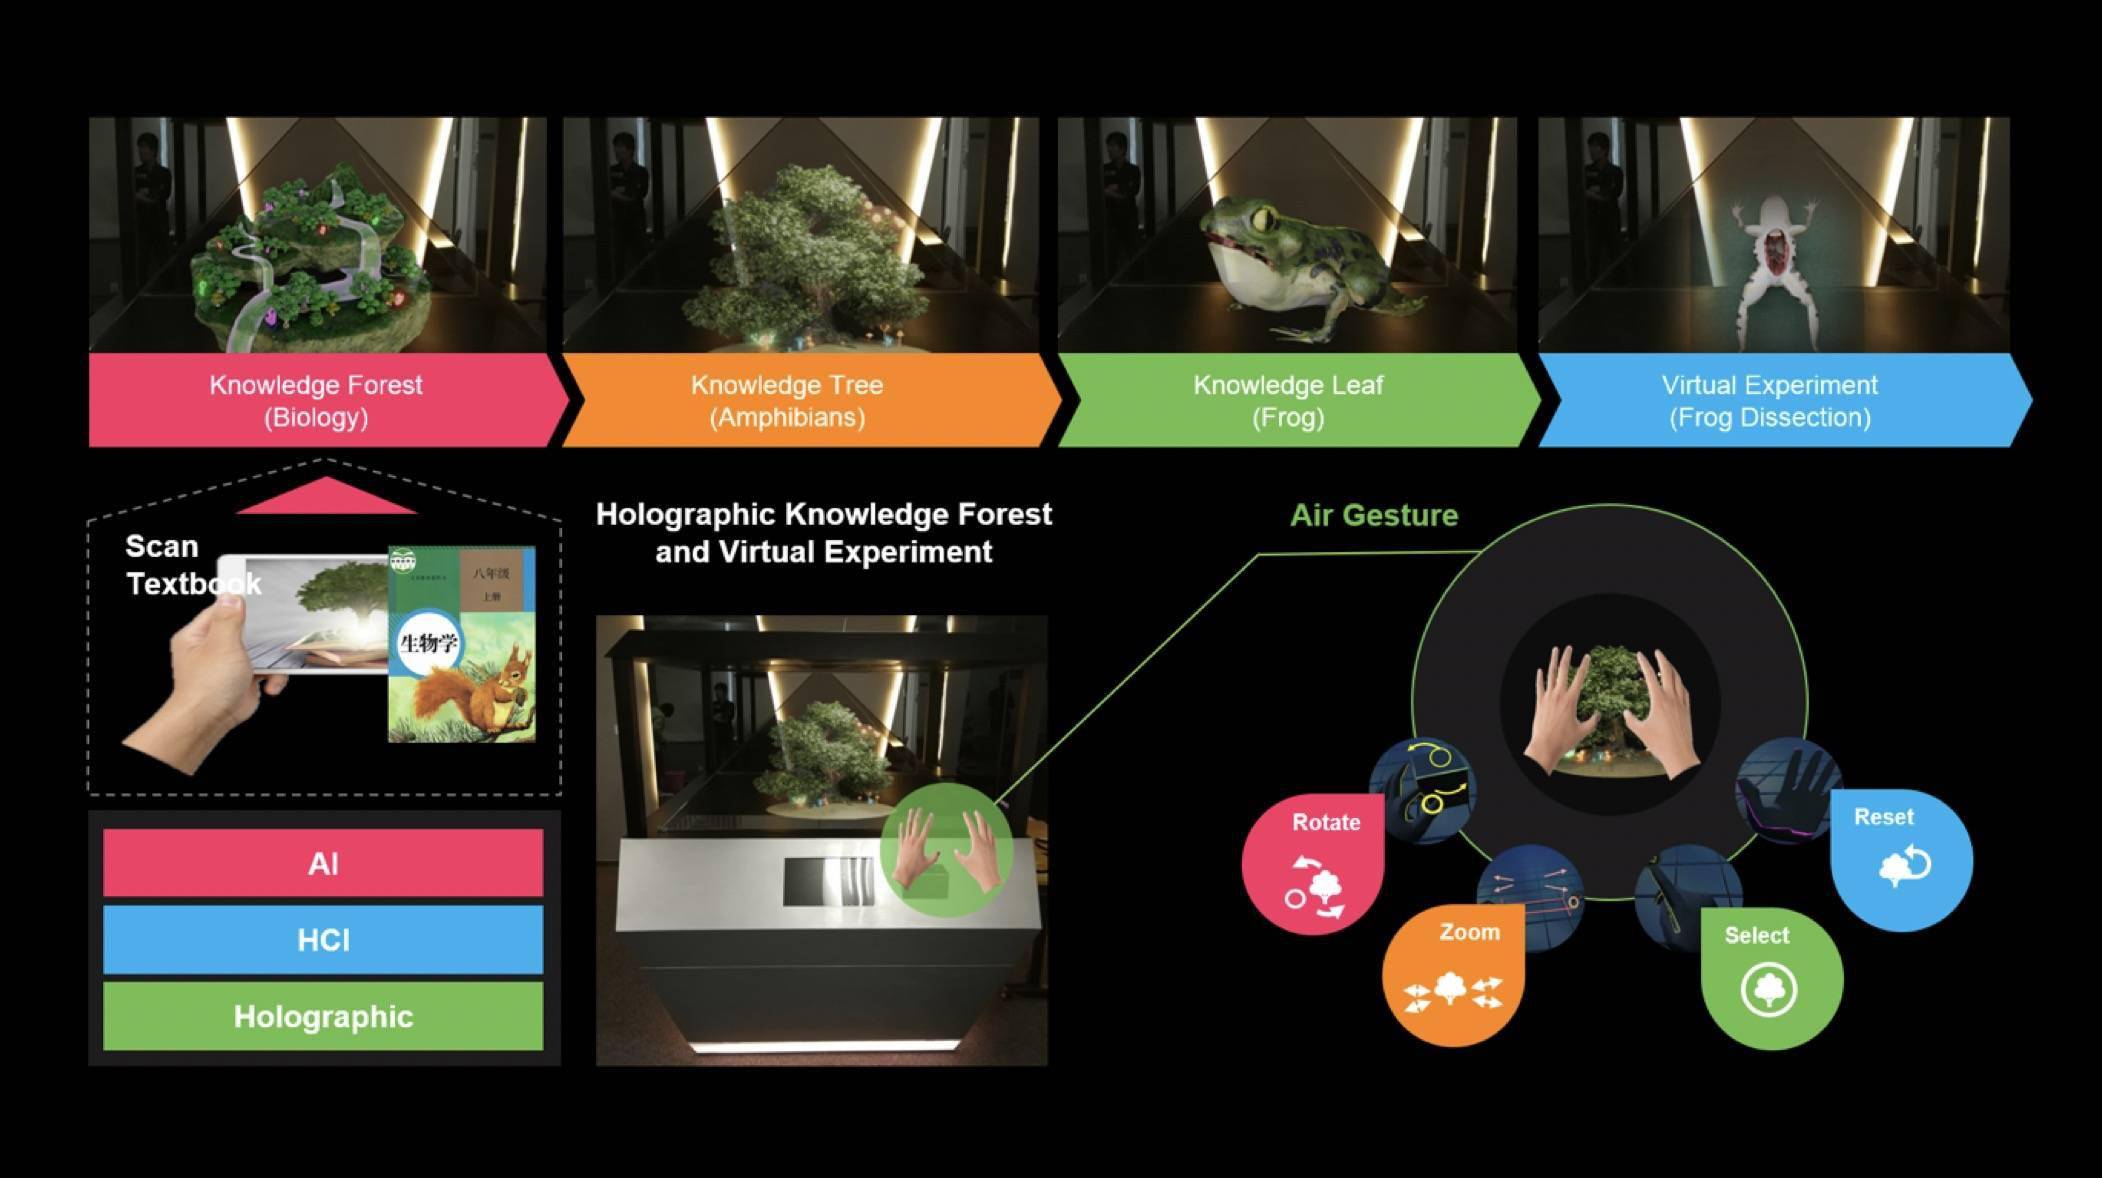 Knowledge Forest
(Biology)
Knowledge Tree
(Amphibians)
Knowledge Leaf
(Frog)
Virtual Experiment
(Frog Dissection)
Scan
Textbook
八年级
上册
生物学
AI
HCI
Holographic
Holographic Knowledge Forest
and Virtual Experiment
Air Gesture
Rotate
Zoom
Select
Reset